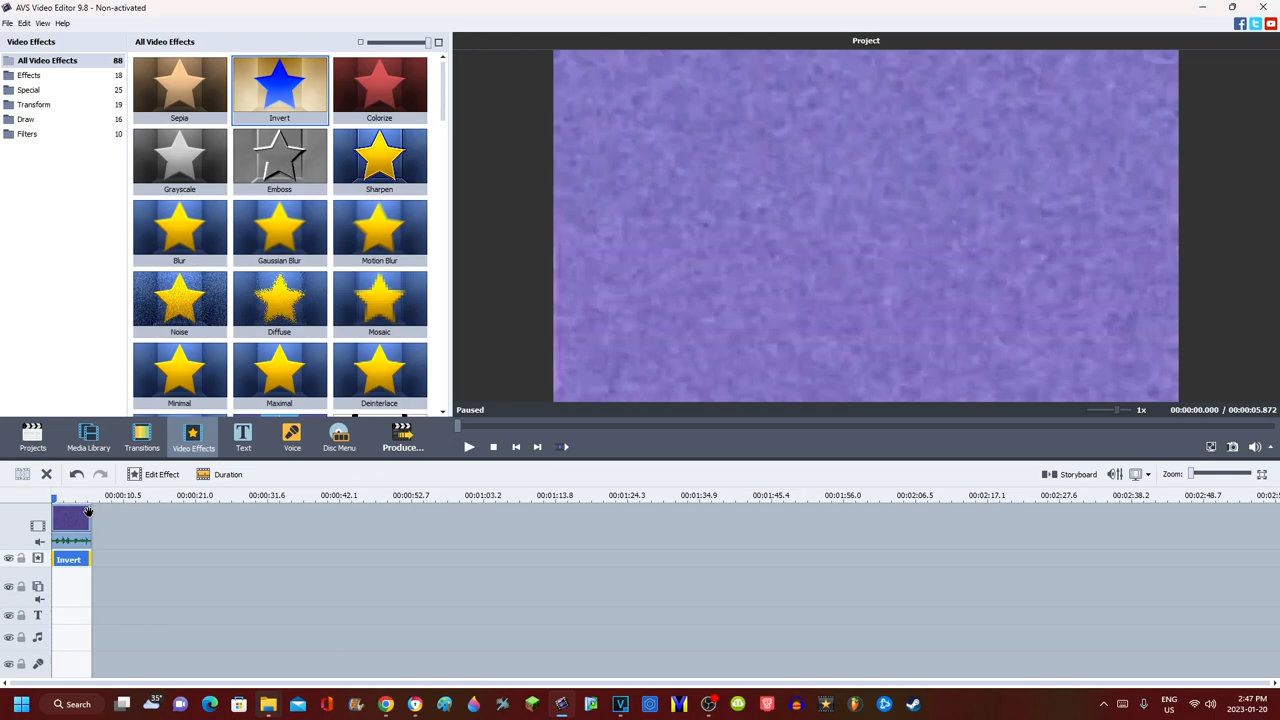 AVS Video Editor 9.8 - Non-activated
File Edit View Help
Video Effects
All Video Effects
Project
All Video Effects 88
Effects 18
Special 25
Transform 19
Draw 16
Filters 10
Sepia Invert Colorize
Grayscale Emboss Sharpen
Blur Gaussian Blur Motion Blur
Noise Diffuse Mosaic
Minimal Maximal Deinterlace
Paused 1x 00:00:00.000 / 00:00:05.872
Projects Media Library Transitions Video Effects Text Voice Disc Menu Produce...
Edit Effect Duration Storyboard Zoom:
00:00:10.5 00:00:21.0 00:00:31.6 00:00:42.1 00:00:52.7 00:01:03.2 00:01:13.8 00:01:24.3 00:01:34.9 00:01:45.4 00:01:56.0 00:02:06.5 00:02:17.1 00:02:27.6 00:02:38.2 00:02:48.7 00:02:5
Invert
T
Search
35°
ENG
US
2:47 PM
2023-01-20